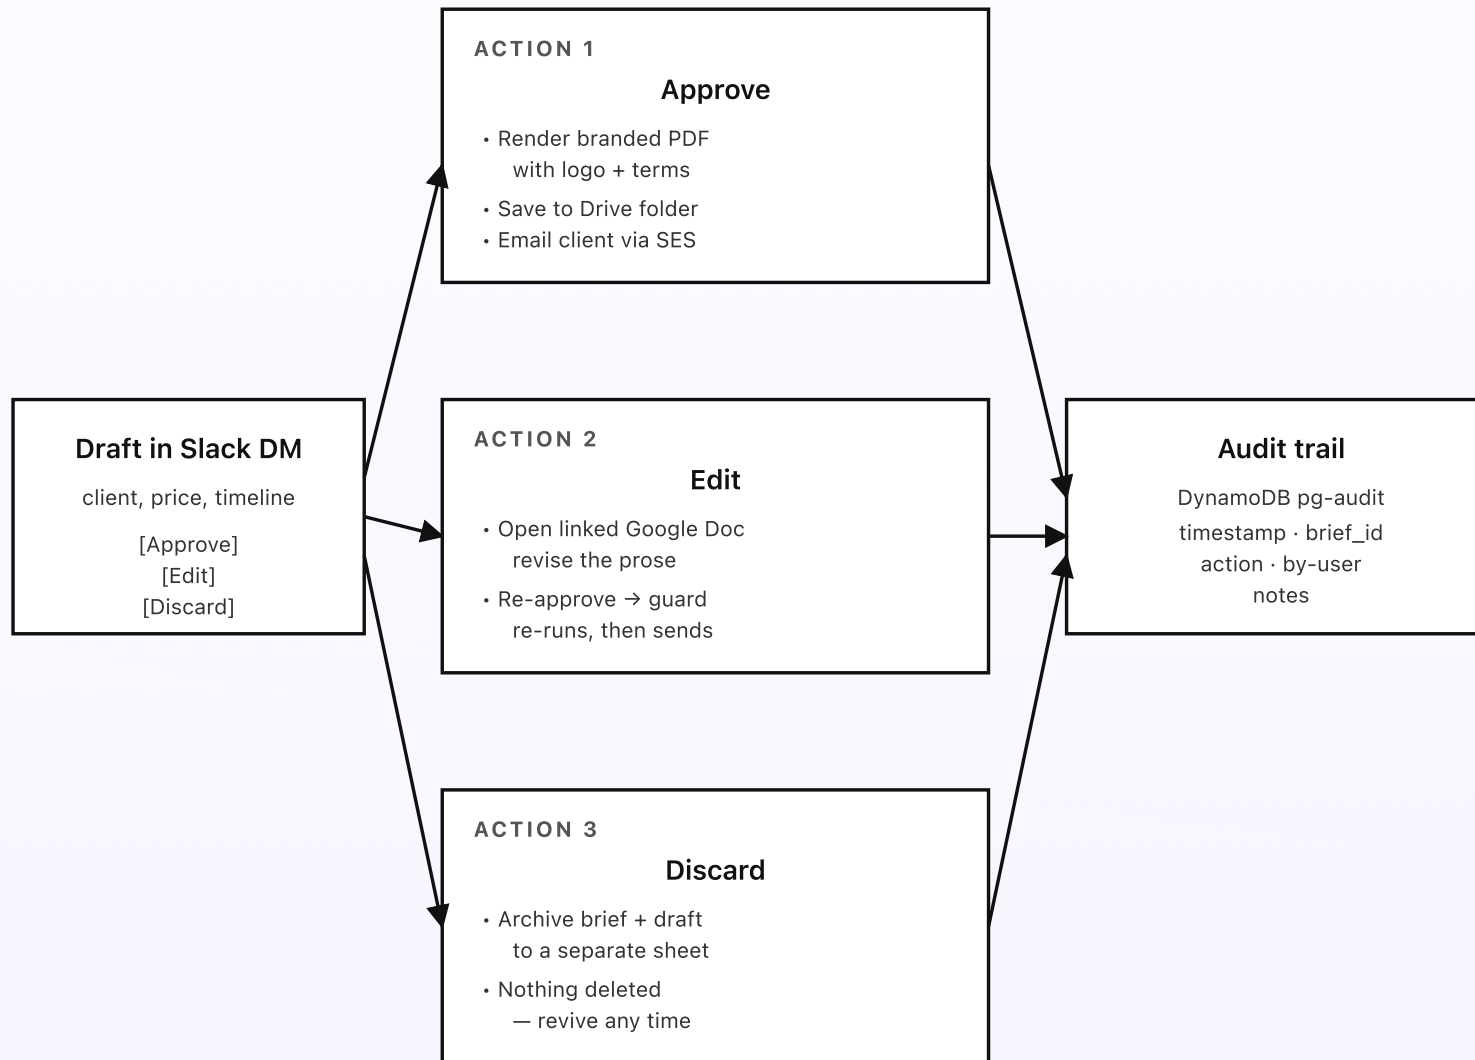 Draft in Slack DM
client, price, timeline
[Approve]
[Edit]
[Discard]
ACTION 1
Approve
• Render branded PDF
with logo + terms
• Save to Drive folder
• Email client via SES
ACTION 2
Edit
• Open linked Google Doc
revise the prose
• Re-approve → guard
re-runs, then sends
ACTION 3
Discard
• Archive brief + draft
to a separate sheet
• Nothing deleted
— revive any time
Audit trail
DynamoDB pg-audit
timestamp · brief_id
action · by-user
notes